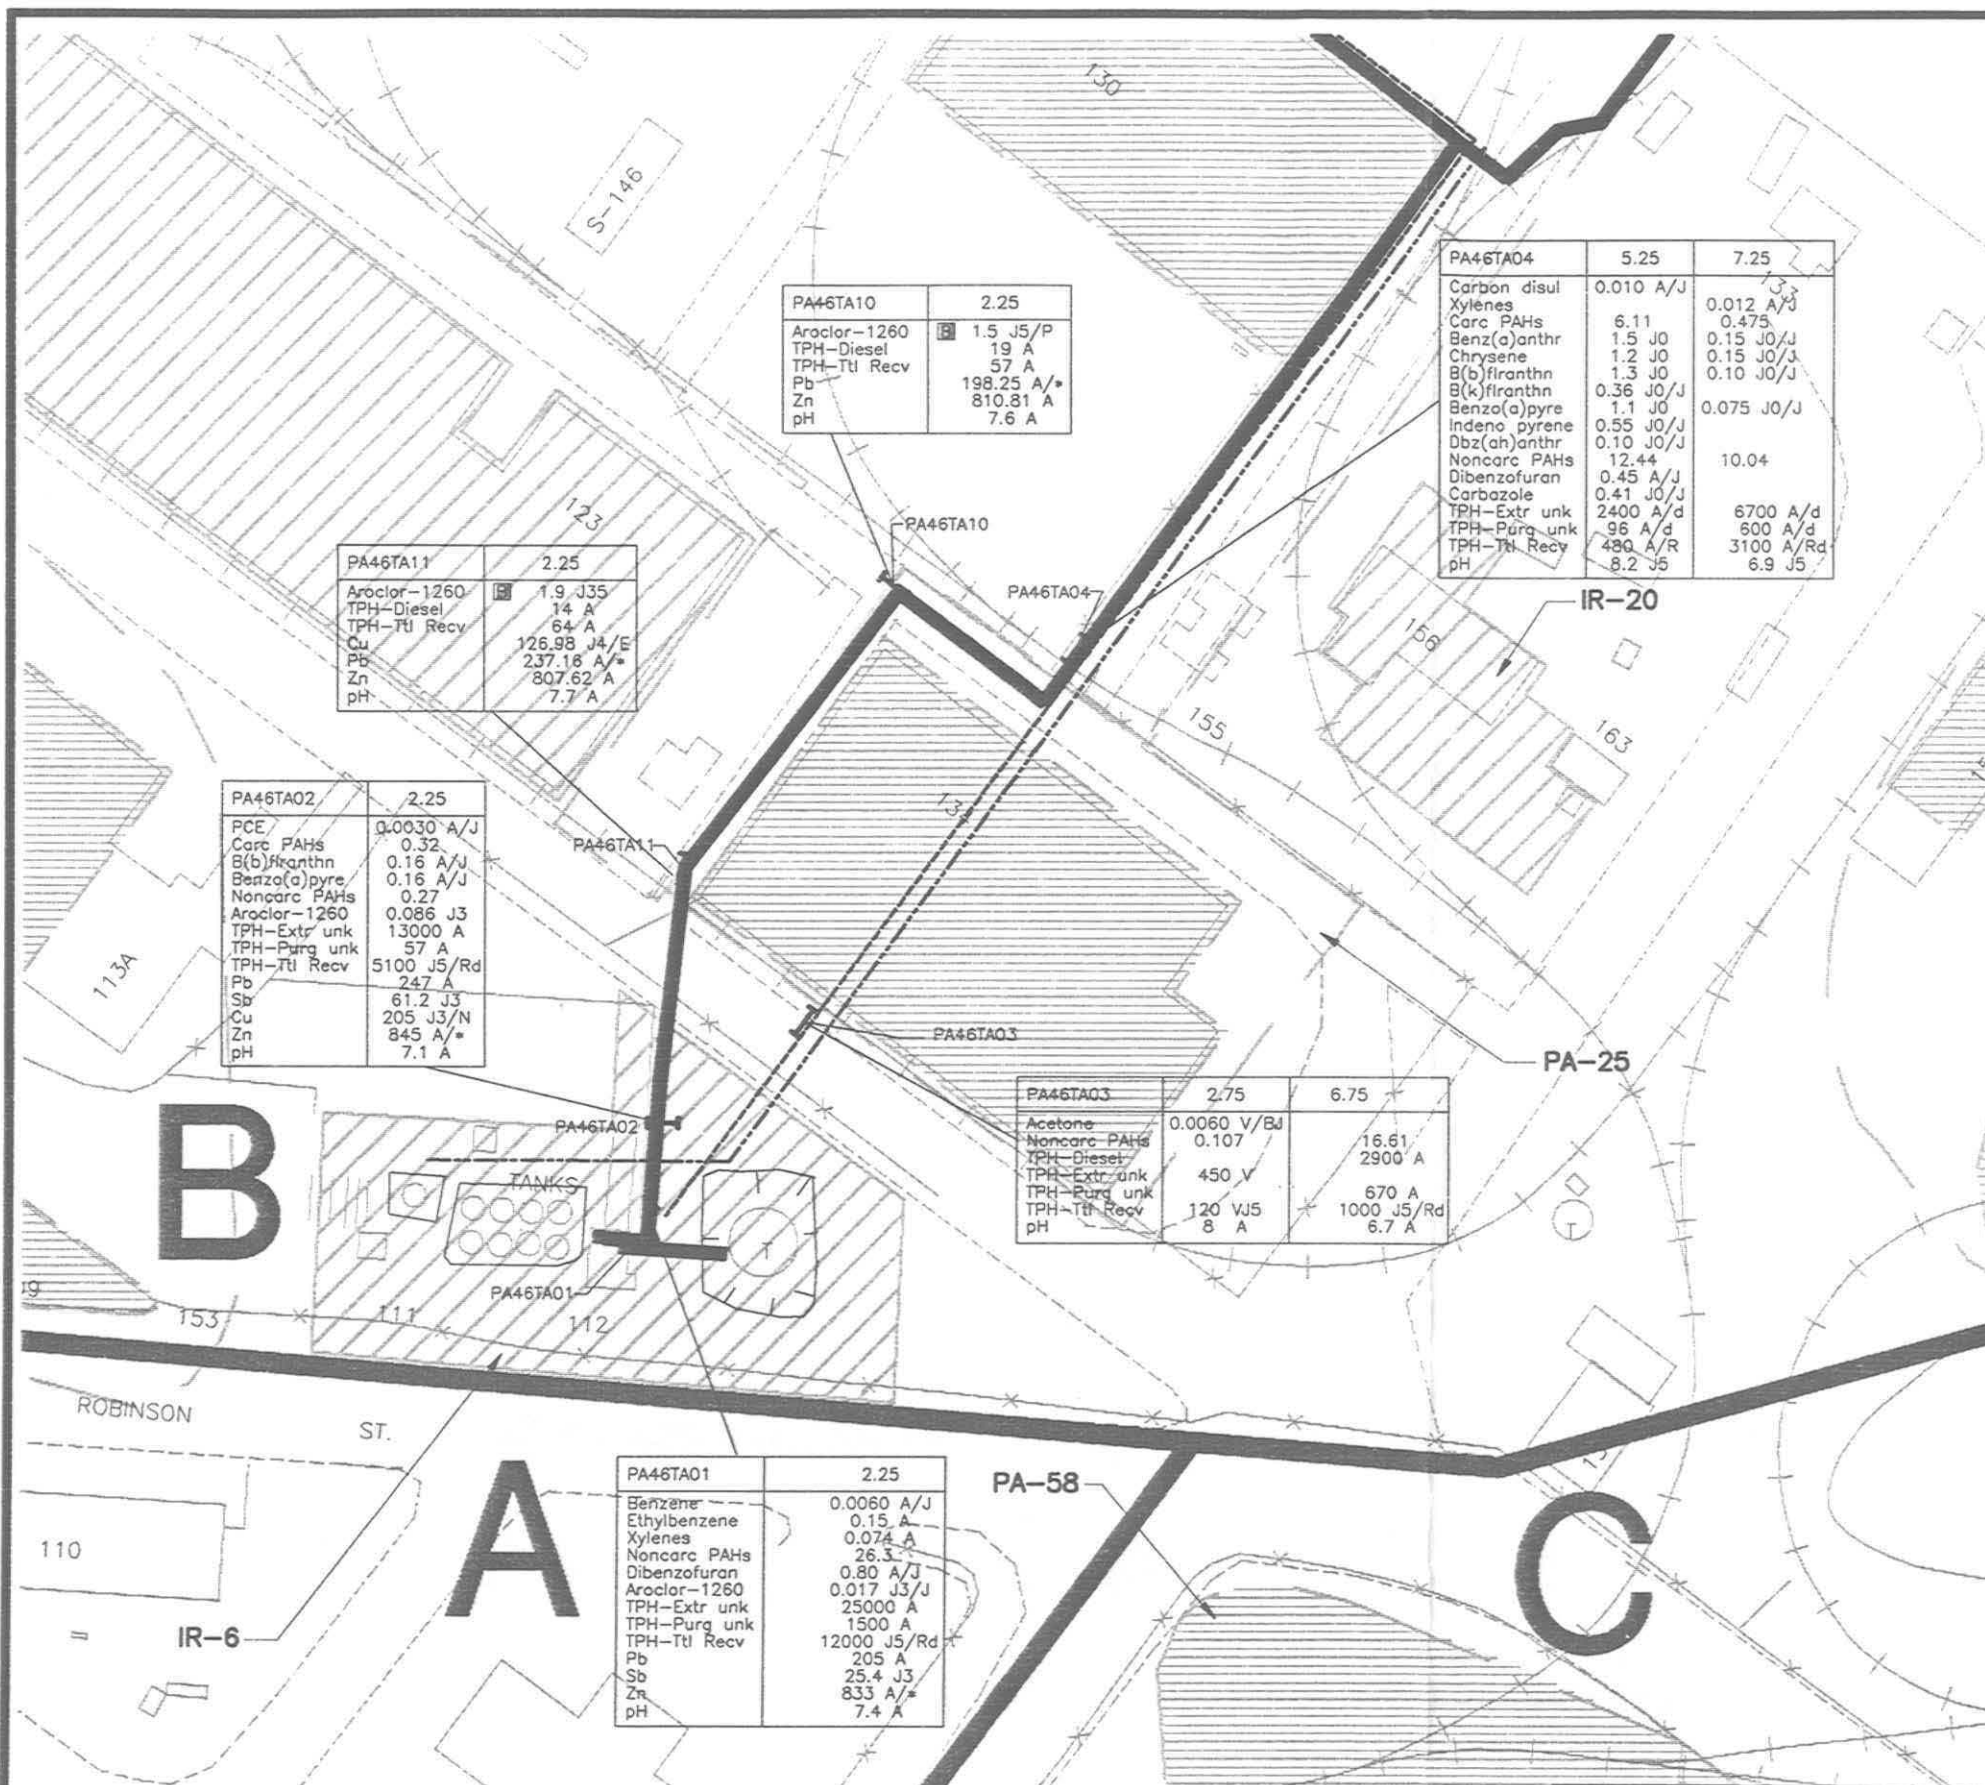 130
S-146
PA46TA04 5.25 7.25
Carbon disul 0.010 A/J
Xylenes 0.012 A/J
Carc PAHs 6.11 0.475
Benz(a)anthr 1.5 J0 0.15 J0/J
Chrysene 1.2 J0 0.15 J0/J
B(b)flranthn 1.3 J0 0.10 J0/J
B(k)flranthn 0.36 J0/J
Benzo(a)pyre 1.1 J0 0.075 J0/J
Indeno pyrene 0.55 J0/J
Dbz(ah)anthr 0.10 J0/J
Noncarc PAHs 12.44 10.04
Dibenzofuran 0.45 A/J
Carbazole 0.41 J0/J
TPH-Extr unk 2400 A/d 6700 A/d
TPH-Purg unk 96 A/d 600 A/d
TPH-Ttl Recv 480 A/R 3100 A/Rd
pH 8.2 J5 6.9 J5
133
PA46TA10 2.25
Aroclor-1260 B 1.5 J5/P
TPH-Diesel 19 A
TPH-Ttl Recv 57 A
Pb 198.25 A/*
Zn 810.81 A
pH 7.6 A
123
PA46TA10
PA46TA11 2.25
Aroclor-1260 B 1.9 J35
TPH-Diesel 14 A
TPH-Ttl Recv 64 A
Cu 126.98 J4/E
Pb 237.16 A/*
Zn 807.62 A
pH 7.7 A
PA46TA04
IR-20
156
155
163
PA46TA02 2.25
PCE 0.0030 A/J
Carc PAHs 0.32
B(b)flranthn 0.16 A/J
Benzo(a)pyre 0.16 A/J
Noncarc PAHs 0.27
Aroclor-1260 0.086 J3
TPH-Extr unk 13000 A
TPH-Purg unk 57 A
TPH-Ttl Recv 5100 J5/Rd
Pb 247 A
Sb 61.2 J3
Cu 205 J3/N
Zn 845 A/*
pH 7.1 A
PA46TA11
113A
PA46TA03
PA-25
PA46TA03 2.75 6.75
Acetone 0.0060 V/BJ
Noncarc PAHs 0.107 16.61
TPH-Diesel 2900 A
TPH-Extr unk 450 V
TPH-Purg unk 670 A
TPH-Ttl Recv 120 VJ5 1000 J5/Rd
pH 8 A 6.7 A
B
PA46TA02
TANKS
T
T
PA46TA01
153
111
112
ROBINSON ST.
A
PA46TA01 2.25
Benzene 0.0060 A/J
Ethylbenzene 0.15 A
Xylenes 0.074 A
Noncarc PAHs 26.3
Dibenzofuran 0.80 A/J
Aroclor-1260 0.017 J3/J
TPH-Extr unk 25000 A
TPH-Purg unk 1500 A
TPH-Ttl Recv 12000 J5/Rd
Pb 205 A
Sb 25.4 J3
Zn 833 A/*
pH 7.4 A
PA-58
C
110
IR-6